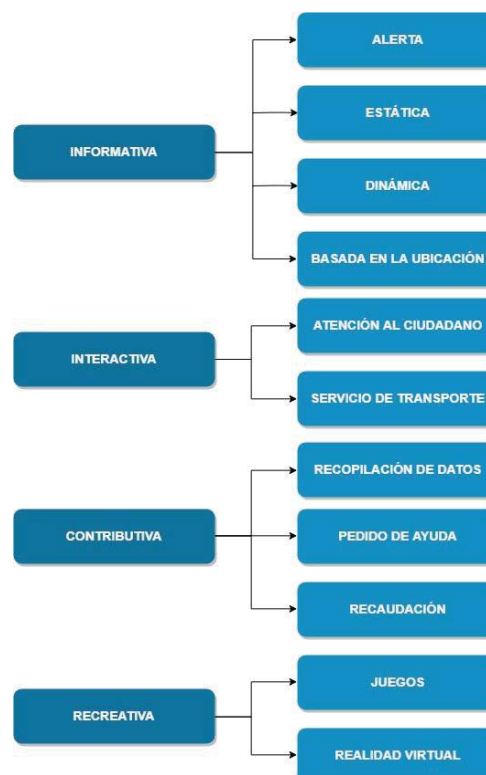 INFORMATIVA
ALERTA
ESTÁTICA
DINÁMICA
BASADA EN LA UBICACIÓN
INTERACTIVA
ATENCIÓN AL CIUDADANO
SERVICIO DE TRANSPORTE
CONTRIBUTIVA
RECOPILACIÓN DE DATOS
PEDIDO DE AYUDA
RECAUDACIÓN
RECREATIVA
JUEGOS
REALIDAD VIRTUAL